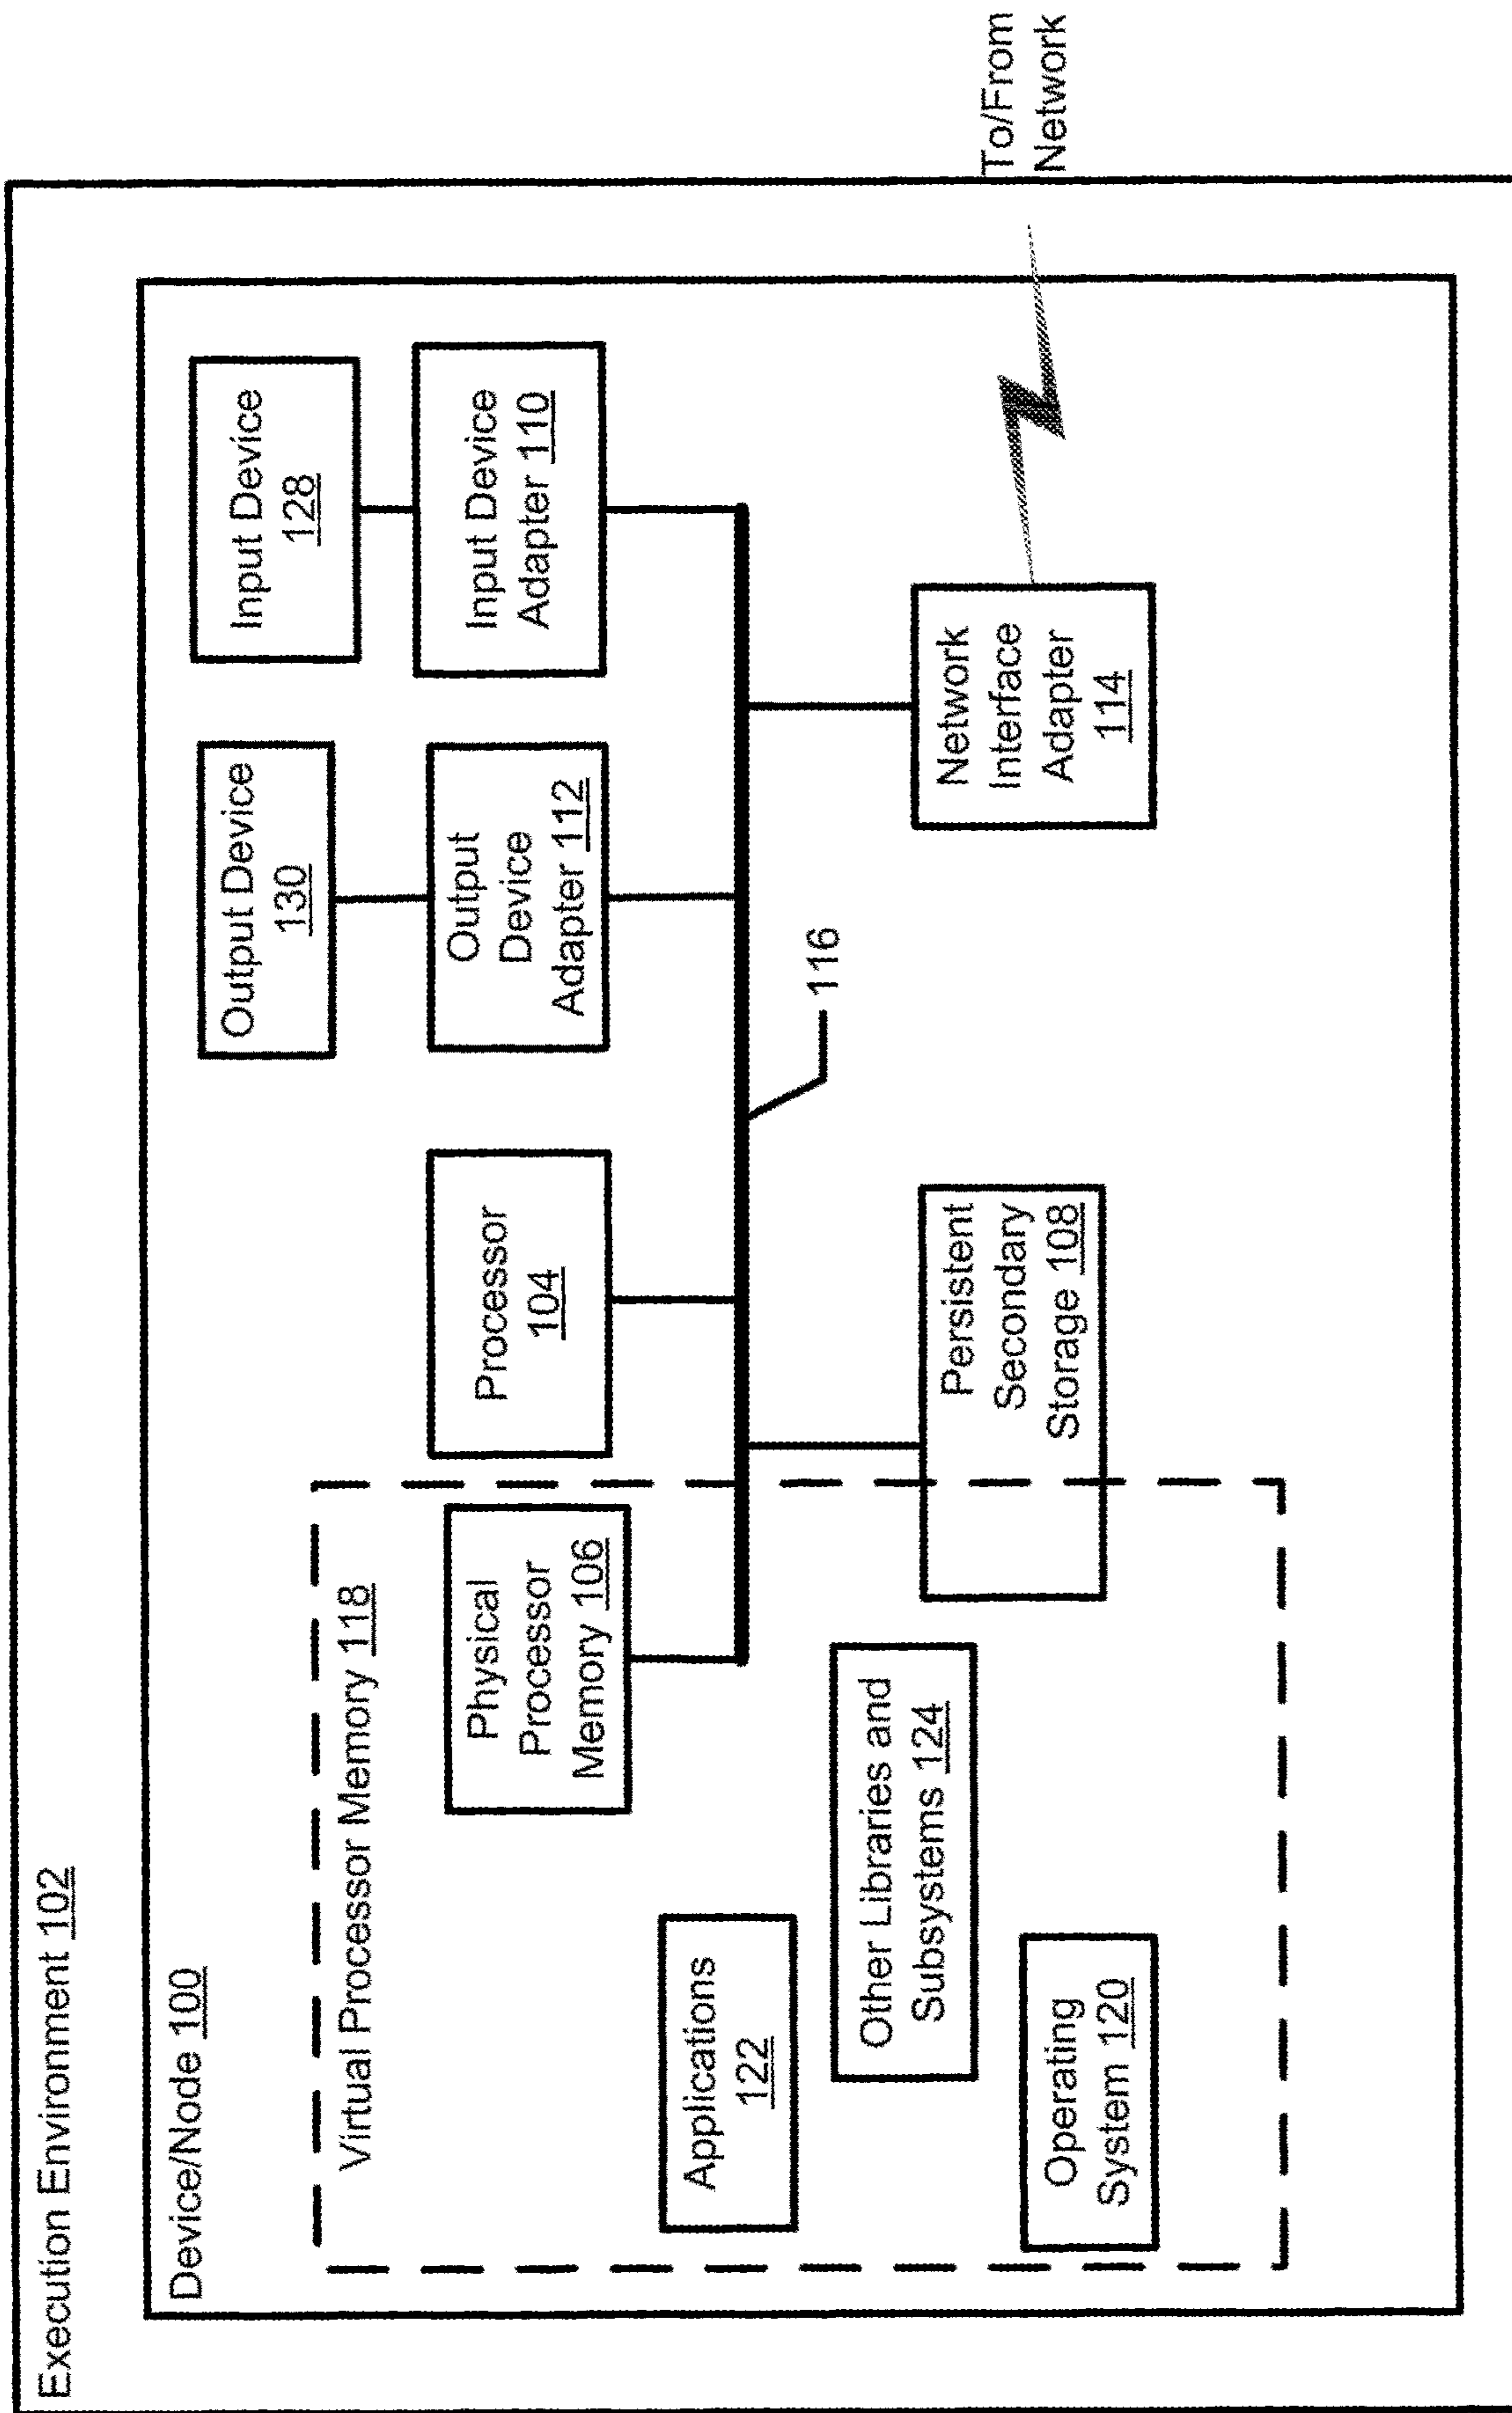 Execution Environment 102
Device/Node 100
Virtual Processor Memory 118
Input Device
128
Output Device
130
Input Device
Adapter 110
Output
Device
Adapter 112
Processor
104
Physical
Processor
Memory 106
Applications
122
116
Other Libraries and
Subsystems 124
Persistent
Secondary
Storage 108
Network
Interface
Adapter
114
Operating
System 120
To/From
Network